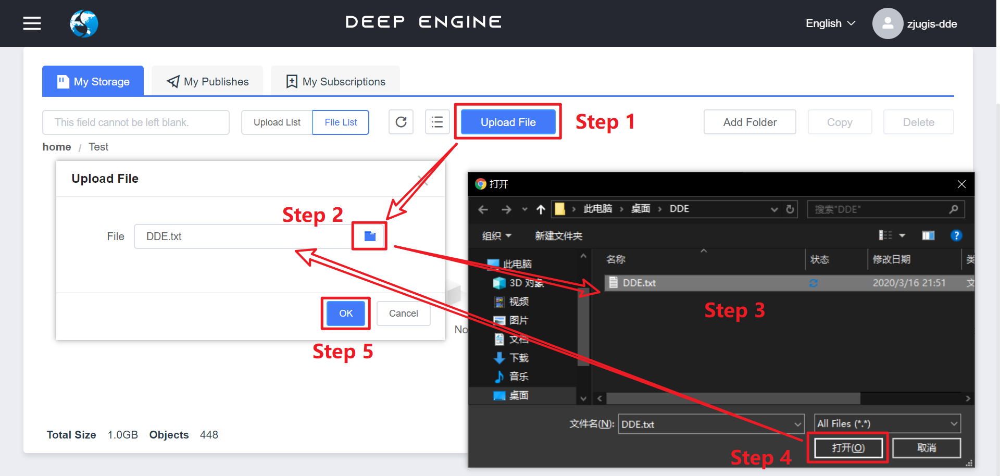 DEEP ENGINE
English
zjugis-dde
My Storage
My Publishes
My Subscriptions
This field cannot be left blank.
Upload List
File List
Upload File
Step 1
Add Folder
Copy
Delete
home / Test
Upload File
Step 2
File
DDE.txt
OK
Cancel
Step 5
No
打开
此电脑 › 桌面 › DDE
搜索"DDE"
组织
新建文件夹
名称
状态
修改日期
类
此电脑
3D 对象
视频
图片
文档
下载
音乐
桌面
DDE.txt
2020/3/16 21:51
文
Step 3
文件名(N):
DDE.txt
All Files (*.*)
Step 4
打开(O)
取消
Total Size 1.0GB Objects 448